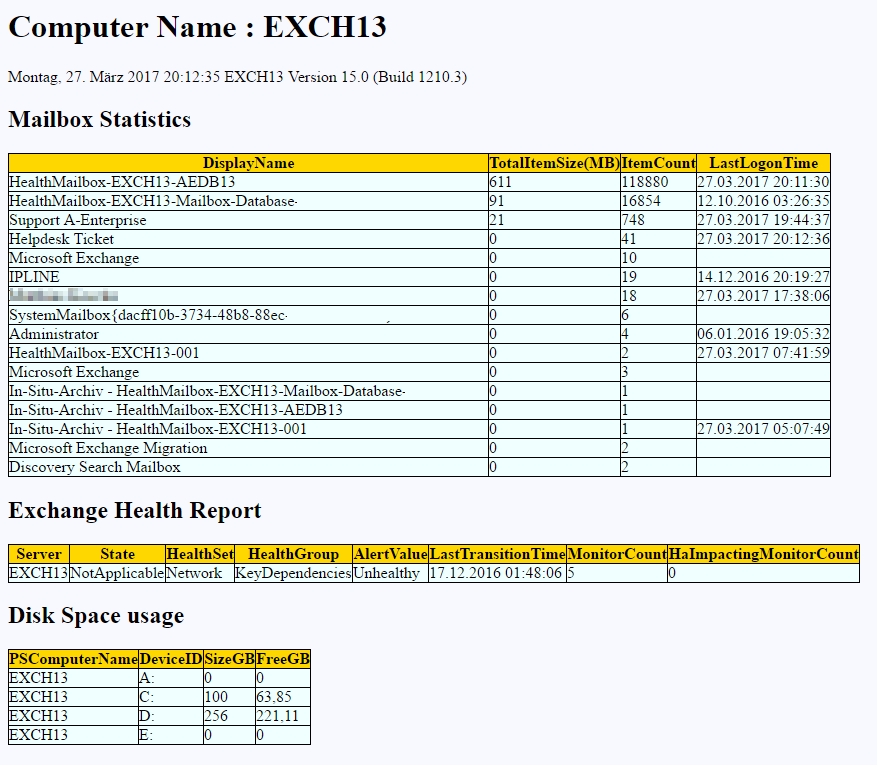 Computer Name : EXCH13
Montag, 27. März 2017 20:12:35 EXCH13 Version 15.0 (Build 1210.3)
Mailbox Statistics
DisplayName TotalItemSize(MB) ItemCount LastLogonTime
HealthMailbox-EXCH13-AEDB13 611 118880 27.03.2017 20:11:30
HealthMailbox-EXCH13-Mailbox-Database- 91 16854 12.10.2016 03:26:35
Support A-Enterprise 21 748 27.03.2017 19:44:37
Helpdesk Ticket 0 41 27.03.2017 20:12:36
Microsoft Exchange 0 10
IPLINE 0 19 14.12.2016 20:19:27
0 18 27.03.2017 17:38:06
SystemMailbox{dacff10b-3734-48b8-88ec- 0 6
Administrator 0 4 06.01.2016 19:05:32
HealthMailbox-EXCH13-001 0 2 27.03.2017 07:41:59
Microsoft Exchange 0 3
In-Situ-Archiv - HealthMailbox-EXCH13-Mailbox-Database- 0 1
In-Situ-Archiv - HealthMailbox-EXCH13-AEDB13 0 1
In-Situ-Archiv - HealthMailbox-EXCH13-001 0 1 27.03.2017 05:07:49
Microsoft Exchange Migration 0 2
Discovery Search Mailbox 0 2
Exchange Health Report
Server State HealthSet HealthGroup AlertValue LastTransitionTime MonitorCount HaImpactingMonitorCount
EXCH13 NotApplicable Network KeyDependencies Unhealthy 17.12.2016 01:48:06 5 0
Disk Space usage
PSComputerName DeviceID SizeGB FreeGB
EXCH13 A: 0 0
EXCH13 C: 100 63,85
EXCH13 D: 256 221,11
EXCH13 E: 0 0